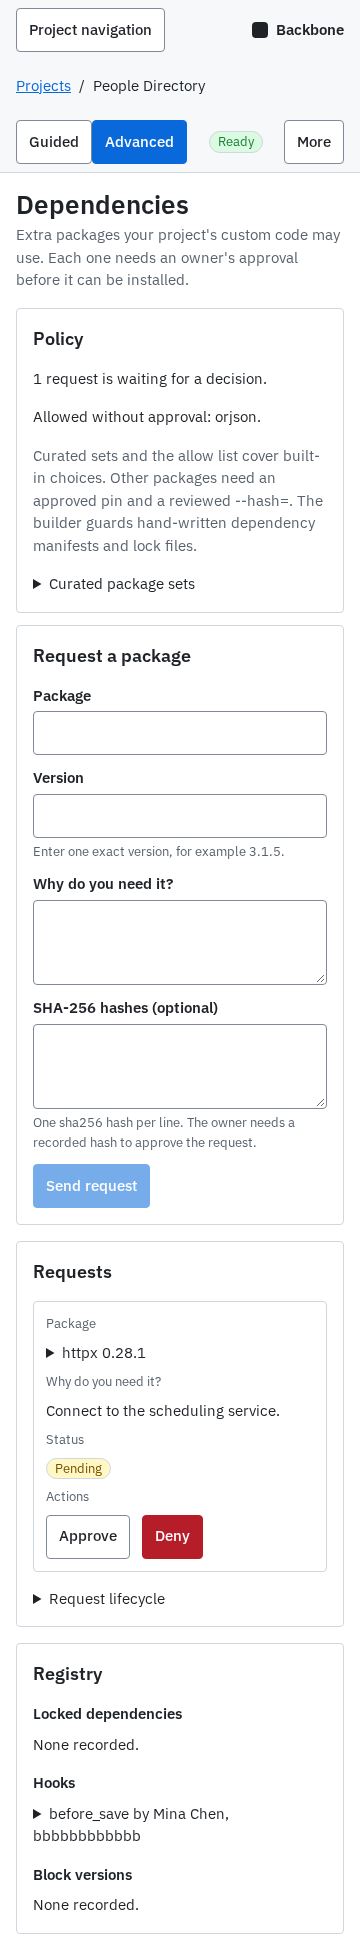 Project navigation
Backbone
Projects / People Directory
Guided
Advanced
Ready
More
Dependencies
Extra packages your project's custom code may
use. Each one needs an owner's approval
before it can be installed.
Policy
1 request is waiting for a decision.
Allowed without approval: orjson.
Curated sets and the allow list cover built-
in choices. Other packages need an
approved pin and a reviewed --hash=. The
builder guards hand-written dependency
manifests and lock files.
Curated package sets
Request a package
Package
Version
Enter one exact version, for example 3.1.5.
Why do you need it?
SHA-256 hashes (optional)
One sha256 hash per line. The owner needs a
recorded hash to approve the request.
Send request
Requests
Package
httpx 0.28.1
Why do you need it?
Connect to the scheduling service.
Status
Pending
Actions
Approve
Deny
Request lifecycle
Registry
Locked dependencies
None recorded.
Hooks
before_save by Mina Chen,
bbbbbbbbbbbb
Block versions
None recorded.